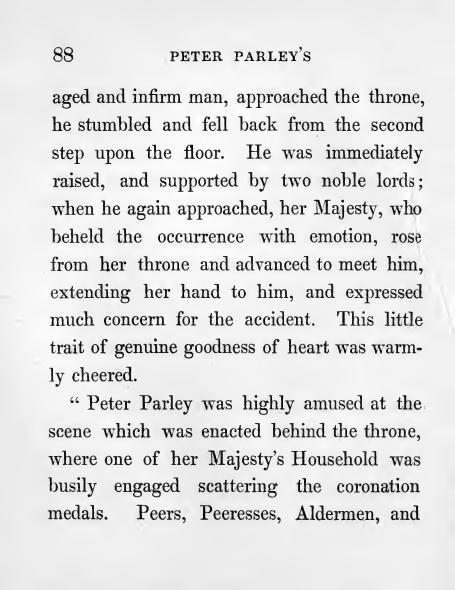 88 PETER PARLEY'S
aged and infirm man, approached the throne,
he stumbled and fell back from the second
step upon the floor. He was immediately
raised, and supported by two noble lords;
when he again approached, her Majesty, who
beheld the occurrence with emotion, rose
from her throne and advanced to meet him,
extending her hand to him, and expressed
much concern for the accident. This little
trait of genuine goodness of heart was warm-
ly cheered.
“ Peter Parley was highly amused at the
scene which was enacted behind the throne,
where one of her Majesty's Household was
busily engaged scattering the coronation
medals. Peers, Peeresses, Aldermen, and